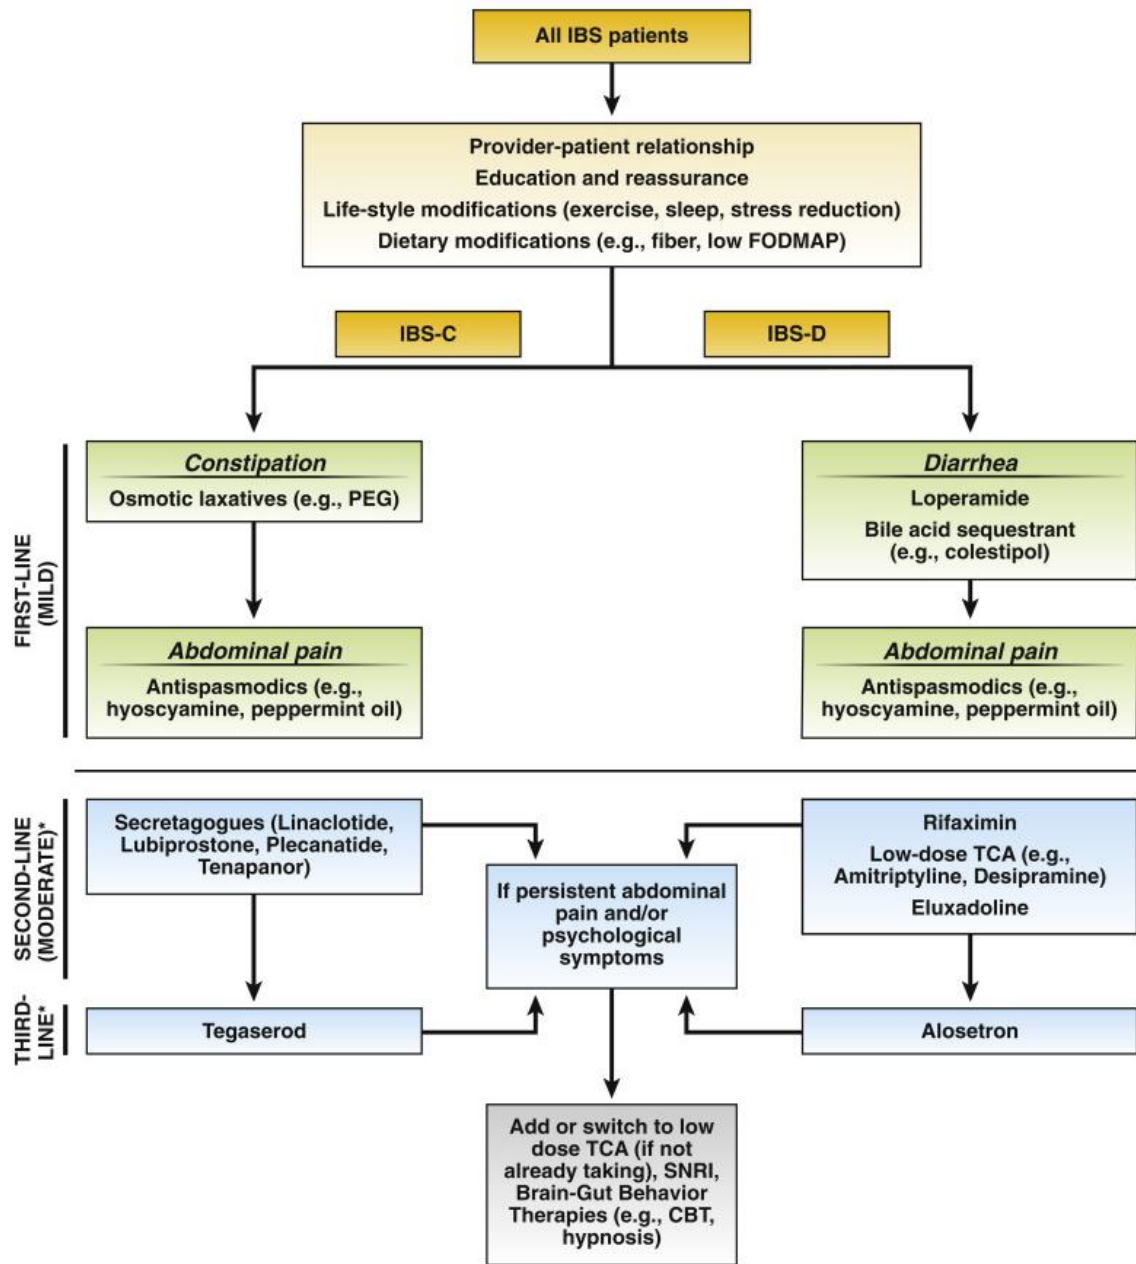 All IBS patients
Provider-patient relationship
Education and reassurance
Life-style modifications (exercise, sleep, stress reduction)
Dietary modifications (e.g., fiber, low FODMAP)
IBS-C
IBS-D
FIRST-LINE
(MILD)
Constipation
Osmotic laxatives (e.g., PEG)
Diarrhea
Loperamide
Bile acid sequestrant
(e.g., colestipol)
Abdominal pain
Antispasmodics (e.g.,
hyoscyamine, peppermint oil)
Abdominal pain
Antispasmodics (e.g.,
hyoscyamine, peppermint oil)
SECOND-LINE
(MODERATE)*
Secretagogues (Linaclotide,
Lubiprostone, Plecanatide,
Tenapanor)
If persistent abdominal
pain and/or
psychological
symptoms
Rifaximin
Low-dose TCA (e.g.,
Amitriptyline, Desipramine)
Eluxadoline
THIRD-
LINE*
Tegaserod
Alosetron
Add or switch to low
dose TCA (if not
already taking), SNRI,
Brain-Gut Behavior
Therapies (e.g., CBT,
hypnosis)